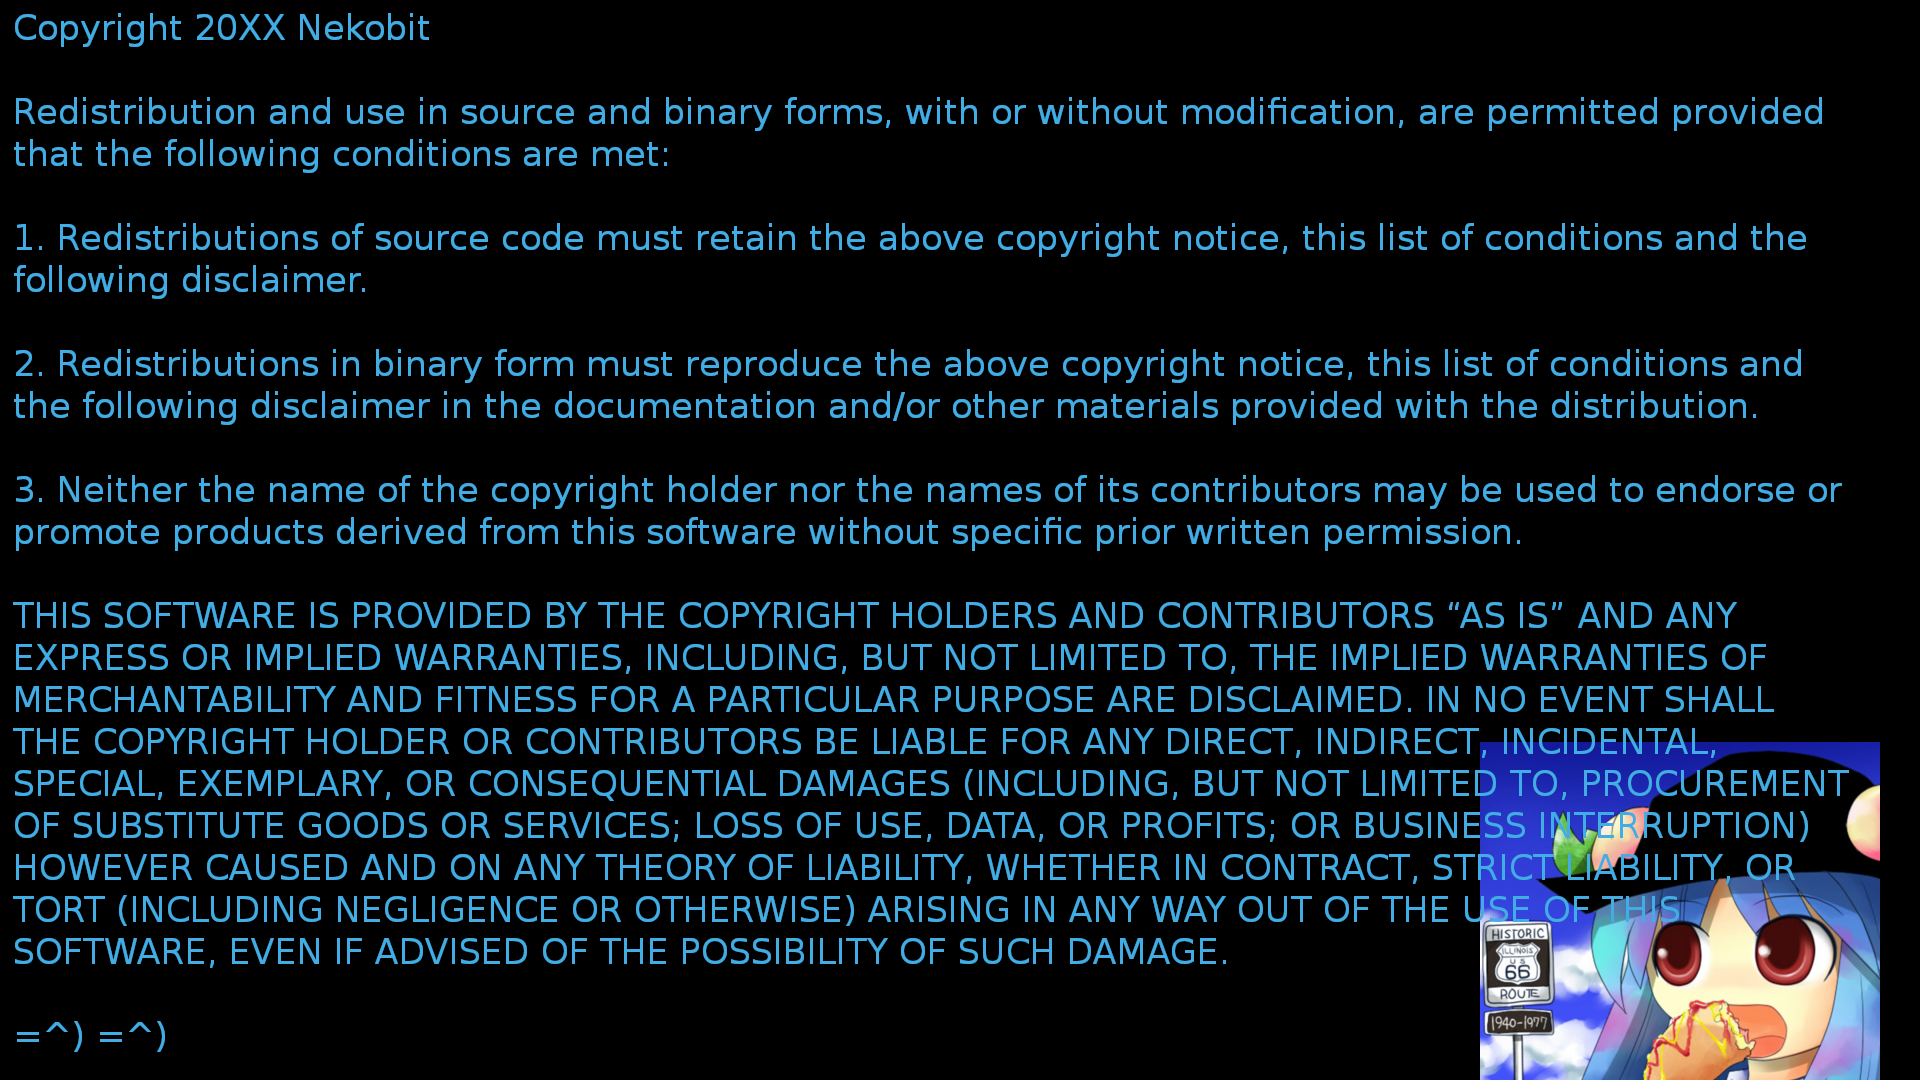 Copyright 20XX Nekobit
Redistribution and use in source and binary forms, with or without modification, are permitted provided
that the following conditions are met:
1. Redistributions of source code must retain the above copyright notice, this list of conditions and the
following disclaimer.
2. Redistributions in binary form must reproduce the above copyright notice, this list of conditions and
the following disclaimer in the documentation and/or other materials provided with the distribution.
3. Neither the name of the copyright holder nor the names of its contributors may be used to endorse or
promote products derived from this software without specific prior written permission.
THIS SOFTWARE IS PROVIDED BY THE COPYRIGHT HOLDERS AND CONTRIBUTORS “AS IS” AND ANY
EXPRESS OR IMPLIED WARRANTIES, INCLUDING, BUT NOT LIMITED TO, THE IMPLIED WARRANTIES OF
MERCHANTABILITY AND FITNESS FOR A PARTICULAR PURPOSE ARE DISCLAIMED. IN NO EVENT SHALL
THE COPYRIGHT HOLDER OR CONTRIBUTORS BE LIABLE FOR ANY DIRECT, INDIRECT, INCIDENTAL,
SPECIAL, EXEMPLARY, OR CONSEQUENTIAL DAMAGES (INCLUDING, BUT NOT LIMITED TO, PROCUREMENT
OF SUBSTITUTE GOODS OR SERVICES; LOSS OF USE, DATA, OR PROFITS; OR BUSINESS INTERRUPTION)
HOWEVER CAUSED AND ON ANY THEORY OF LIABILITY, WHETHER IN CONTRACT, STRICT LIABILITY, OR
TORT (INCLUDING NEGLIGENCE OR OTHERWISE) ARISING IN ANY WAY OUT OF THE USE OF THIS
SOFTWARE, EVEN IF ADVISED OF THE POSSIBILITY OF SUCH DAMAGE.
=^) =^)
HISTORIC
ILLINOIS
US
66
ROUTE
1940-1977